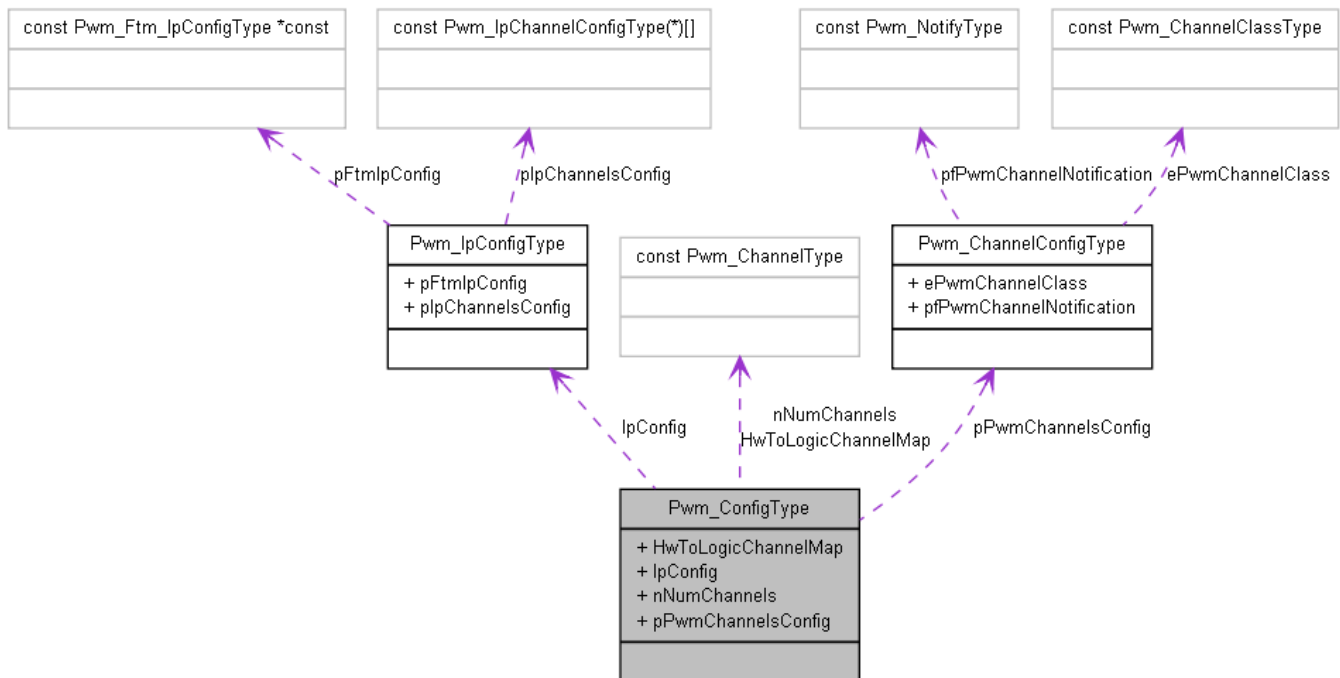 const Pwm_Ftm_IpConfigType *const
const Pwm_IpChannelConfigType(*)[]
const Pwm_NotifyType
const Pwm_ChannelClassType
pFtmIpConfig
pIpChannelsConfig
pfPwmChannelNotification
ePwmChannelClass
Pwm_IpConfigType
+ pFtmIpConfig
+ pIpChannelsConfig
const Pwm_ChannelType
Pwm_ChannelConfigType
+ ePwmChannelClass
+ pfPwmChannelNotification
IpConfig
nNumChannels
HwToLogicChannelMap
pPwmChannelsConfig
Pwm_ConfigType
+ HwToLogicChannelMap
+ IpConfig
+ nNumChannels
+ pPwmChannelsConfig